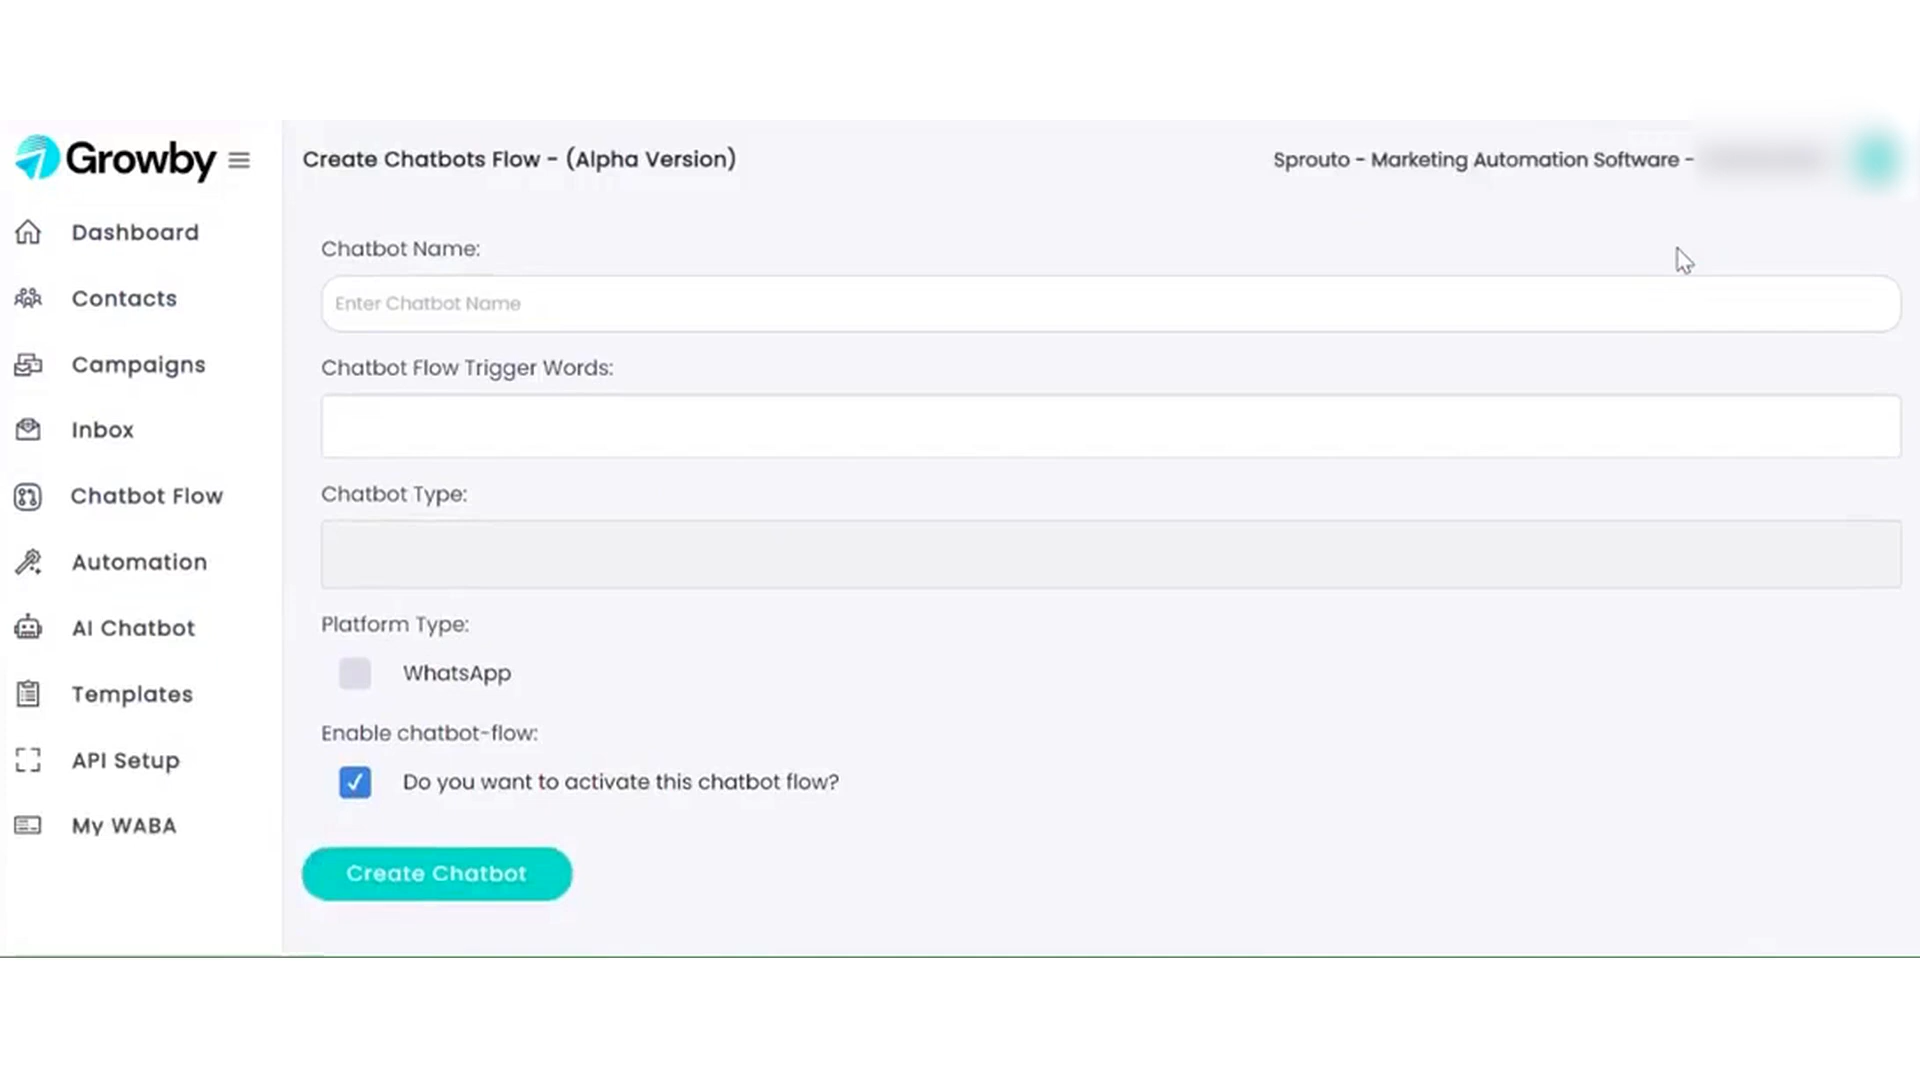 Growby
Create Chatbots Flow - (Alpha Version)
Sprouto - Marketing Automation Software -
Dashboard
Contacts
Campaigns
Inbox
Chatbot Flow
Automation
AI Chatbot
Templates
API Setup
My WABA
Chatbot Name:
Enter Chatbot Name
Chatbot Flow Trigger Words:
Chatbot Type:
Platform Type:
WhatsApp
Enable chatbot-flow:
Do you want to activate this chatbot flow?
Create Chatbot